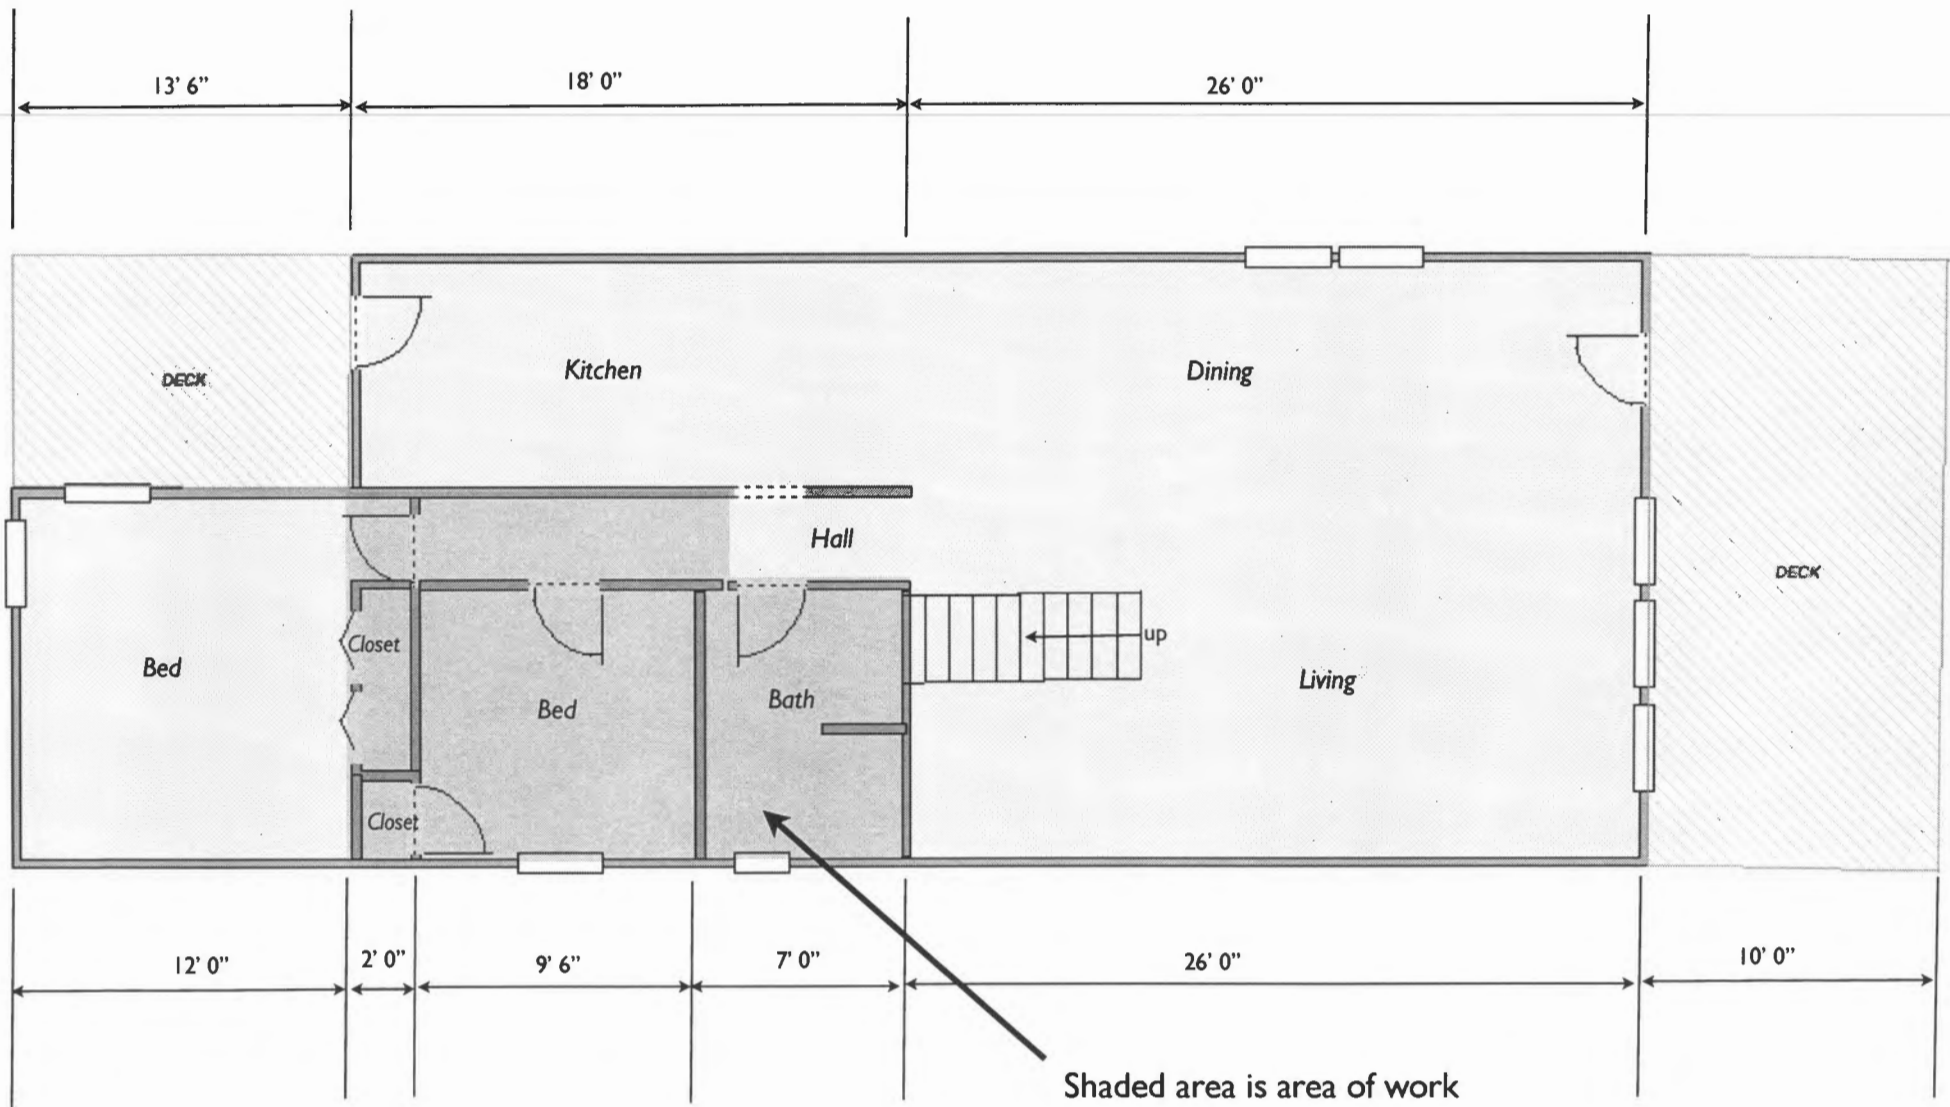 13' 6"
18' 0"
26' 0"
DECK
Kitchen
Dining
Hall
DECK
Closet
up
Bed
Living
Bed
Bath
Closet
12' 0"
2' 0"
9' 6"
7' 0"
26' 0"
10' 0"
Shaded area is area of work